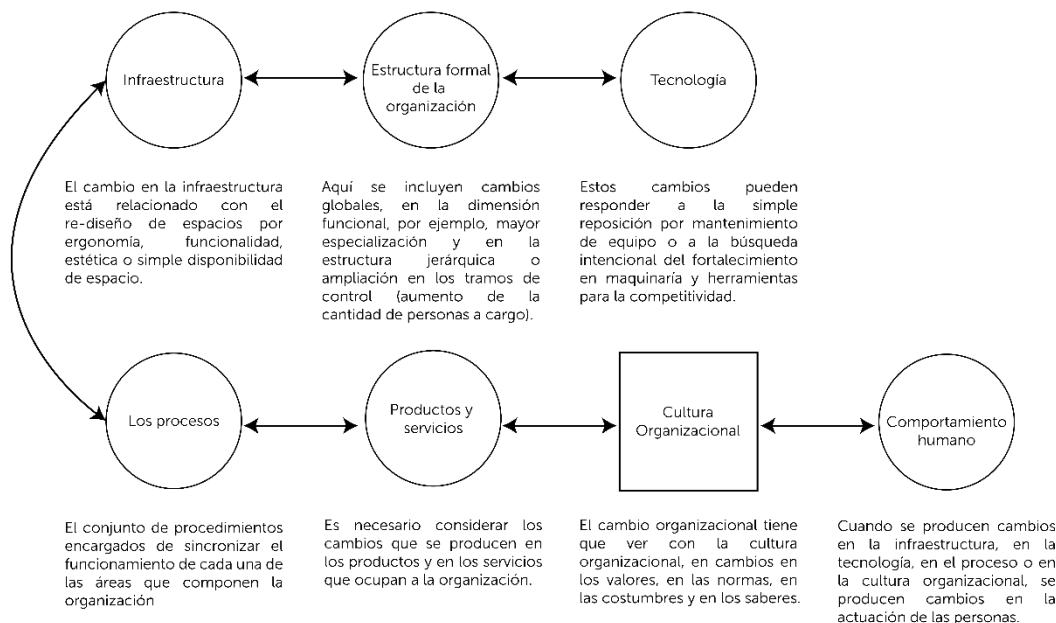 Infraestructura
Estructura formal
de la
organización
Tecnología
El cambio en la infraestructura
está relacionado con el
re-diseño de espacios por
ergonomía, funcionalidad,
estética o simple disponibilidad
de espacio.
Aquí se incluyen cambios
globales, en la dimensión
funcional, por ejemplo, mayor
especialización y en la
estructura jerárquica o
ampliación en los tramos de
control (aumento de la
cantidad de personas a cargo).
Estos cambios pueden
responder a la simple
reposición por mantenimiento
de equipo o a la búsqueda
intencional del fortalecimiento
en maquinaría y herramientas
para la competitividad.
Los procesos
Productos y
servicios
Cultura
Organizacional
Comportamiento
humano
El conjunto de procedimientos
encargados de sincronizar el
funcionamiento de cada una de
las áreas que componen la
organización
Es necesario considerar los
cambios que se producen en
los productos y en los servicios
que ocupan a la organización.
El cambio organizacional tiene
que ver con la cultura
organizacional, en cambios en
los valores, en las normas, en
las costumbres y en los saberes.
Cuando se producen cambios
en la infraestructura, en la
tecnología, en el proceso o en
la cultura organizacional, se
producen cambios en la
actuación de las personas.